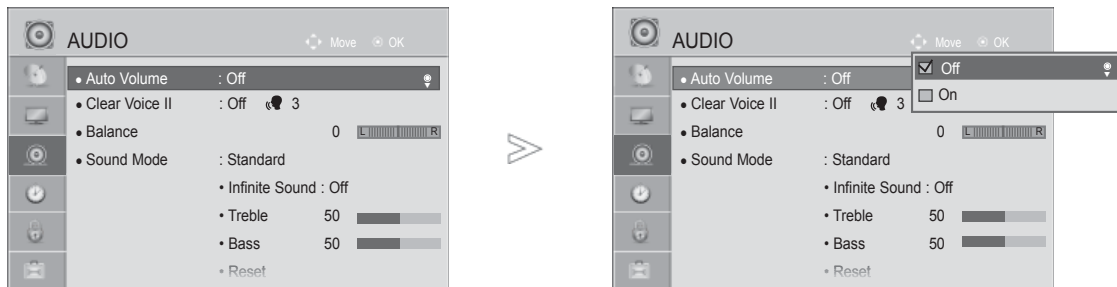 AUDIO
Move OK
• Auto Volume : Off
• Clear Voice II : Off 3
• Balance 0 L R
• Sound Mode : Standard
• Infinite Sound : Off
• Treble 50
• Bass 50
• Reset
AUDIO
Move OK
• Auto Volume : Off
• Clear Voice II : Off 3
• Balance 0 L R
• Sound Mode : Standard
• Infinite Sound : Off
• Treble 50
• Bass 50
• Reset
Off
On